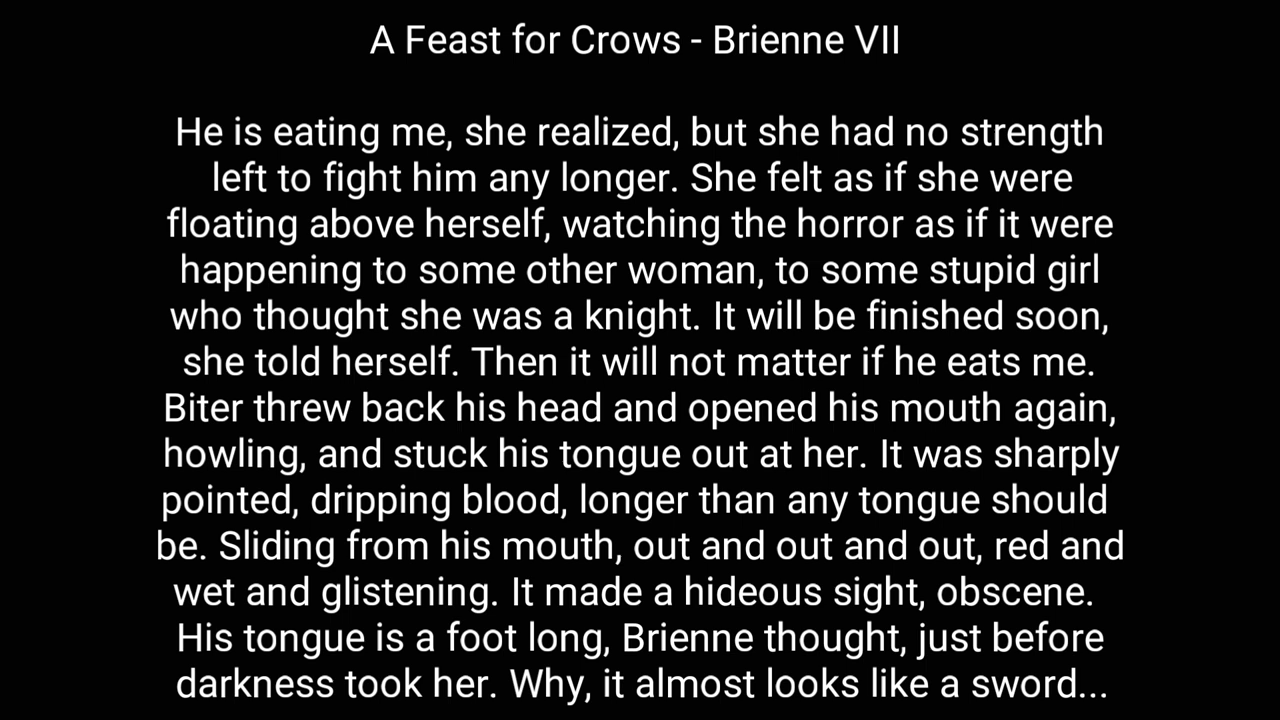 A Feast for Crows - Brienne VII
He is eating me, she realized, but she had no strength
left to fight him any longer. She felt as if she were
floating above herself, watching the horror as if it were
happening to some other woman, to some stupid girl
who thought she was a knight. It will be finished soon,
she told herself. Then it will not matter if he eats me.
Biter threw back his head and opened his mouth again,
howling, and stuck his tongue out at her. It was sharply
pointed, dripping blood, longer than any tongue should
be. Sliding from his mouth, out and out and out, red and
wet and glistening. It made a hideous sight, obscene.
His tongue is a foot long, Brienne thought, just before
darkness took her. Why, it almost looks like a sword...